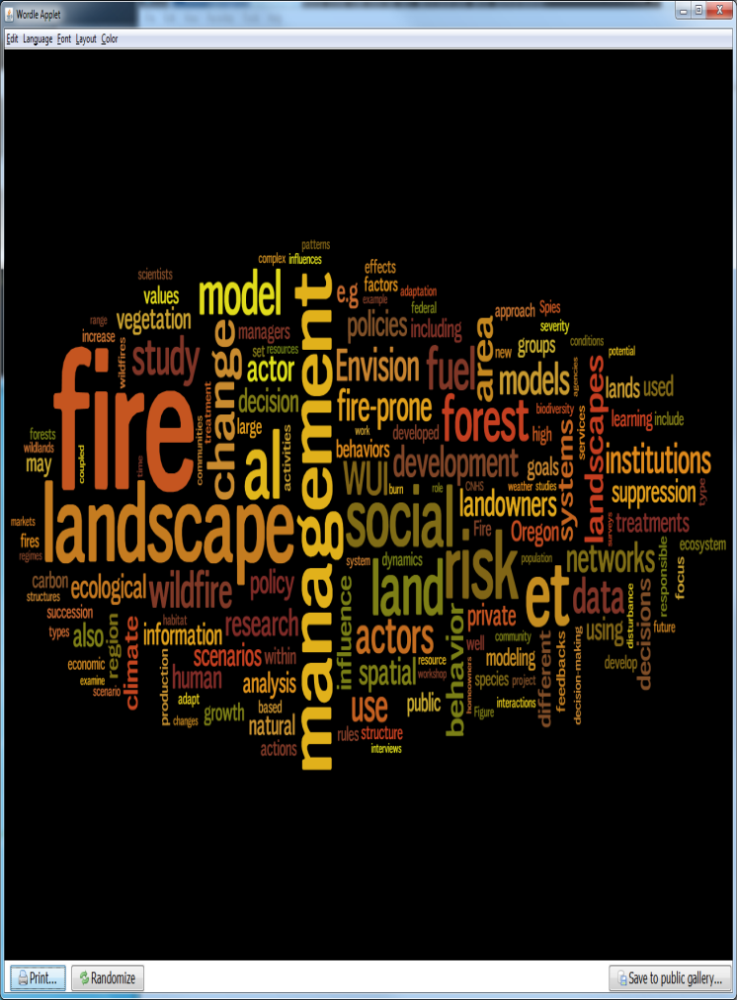 Wordle Applet
Edit Language Font Layout Color
patterns
complex influences
scientists
effects
values
model
e.g
factors
example
adaptation
federal
range
vegetation
increase
wildfires
study
change
managers
set
resources
actor
decision
large
activities
management
policies
including
Envision
fuel
area
approach
Spies
severity
new
groups
conditions
potential
models
agencies
lands
used
fire
communities
treatment
fire-prone
work
developed
forest
biodiversity
high
services
systems
landscapes
learning
include
behaviors
development
goals
institutions
forests
wildlands
may
coupled
time
al
WUI
burn
role
CNHS
weather
studies
landowners
suppression
type
landscape
social
risk
Fire
Oregon
surveys
treatments
markets
fires
regimes
system
dynamics
population
networks
ecosystem
responsible
focus
carbon
structures
ecological
wildfire
policy
influence
land
et
data
succession
types
also
region
climate
habitat
information
research
actors
behavior
private
using
disturbance
decisions
future
scenarios
within
well
community
modeling
different
feedbacks
decision-making
develop
economic
examine
scenario
production
human
analysis
spatial
resource
workshop
homeowners
species
project
adapt
changes
growth
based
natural
use
public
Figure
interactions
actions
rules
structure
interviews
Print...
Randomize
Save to public gallery...